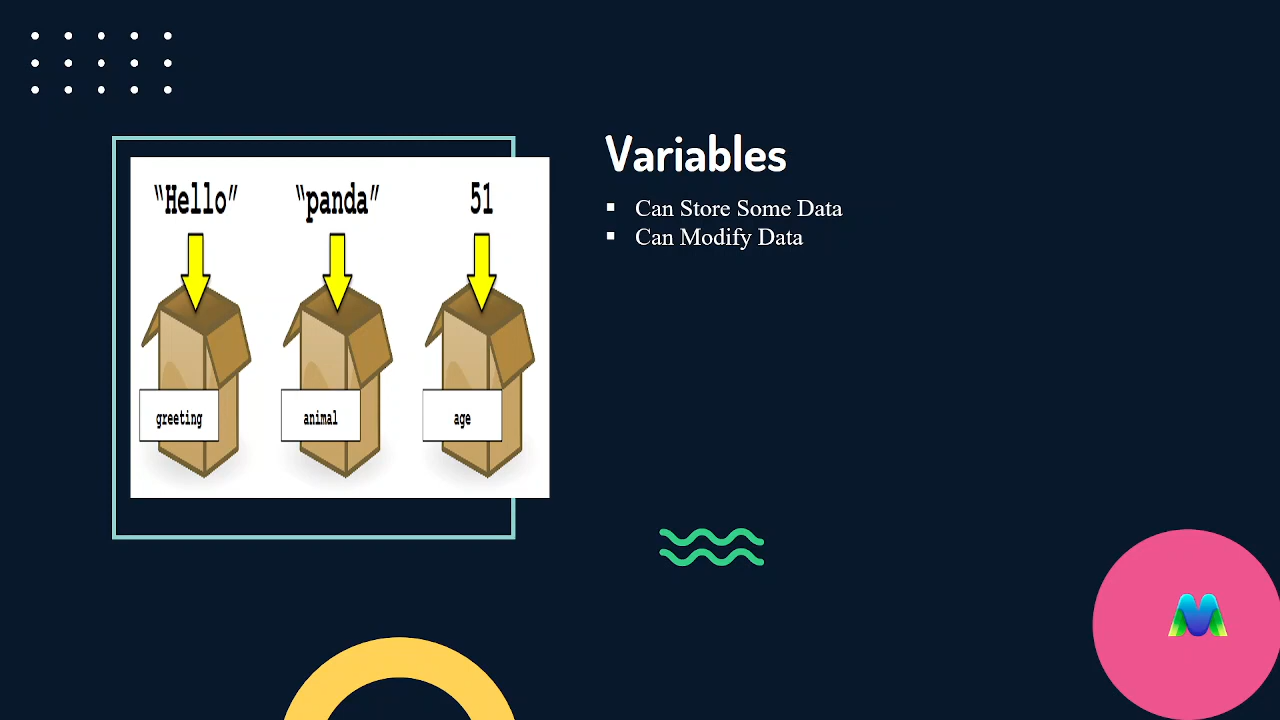 Variables
▪ Can Store Some Data
▪ Can Modify Data
"Hello" "panda" 51
greeting animal age